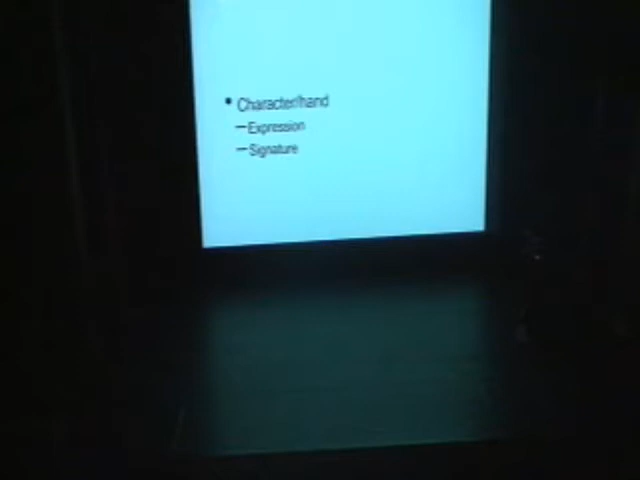 • Character/hand
–Expression
–Signature